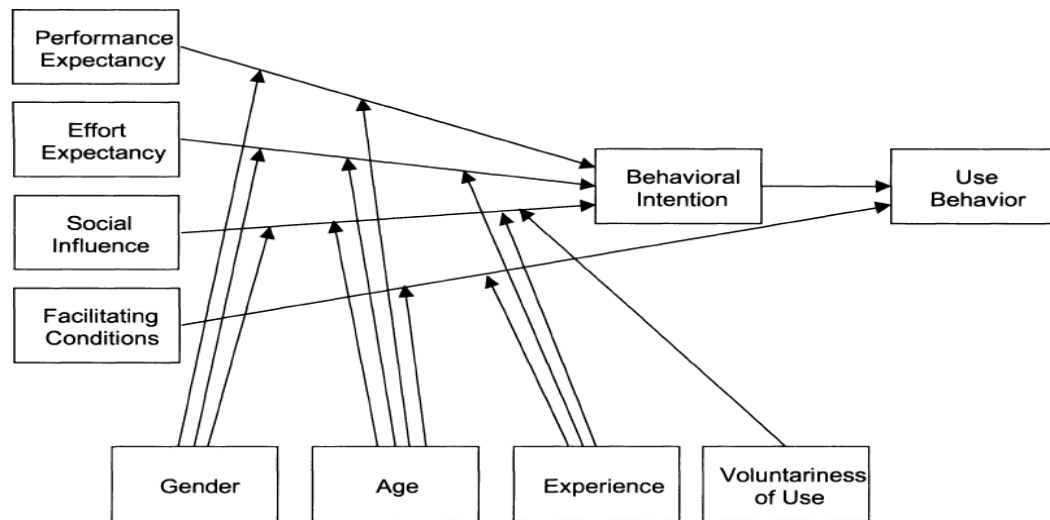 Performance
Expectancy
Effort
Expectancy
Social
Influence
Facilitating
Conditions
Behavioral
Intention
Use
Behavior
Gender
Age
Experience
Voluntariness
of Use